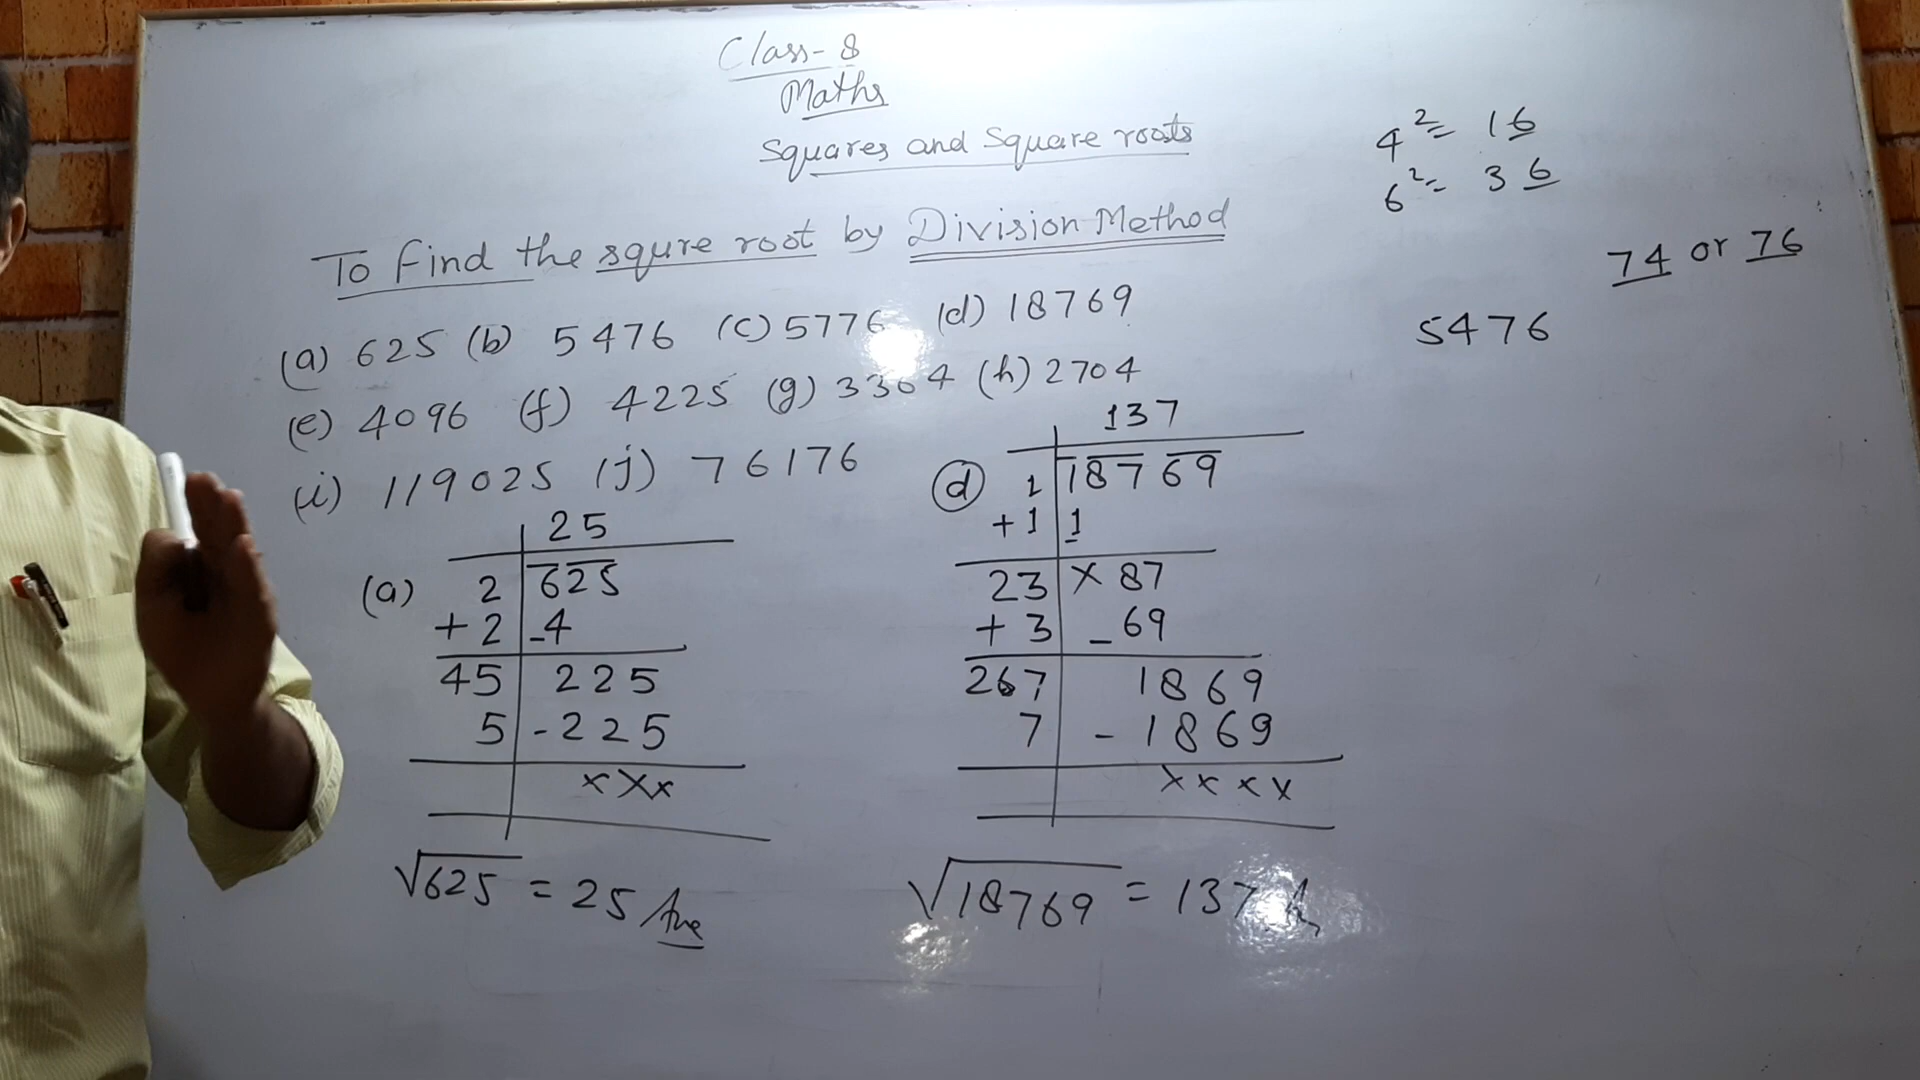 Class-8
Maths
Squares and Square roots
To find the squre root by Division Method
(a) 625 (b) 5476 (c) 5776 (d) 18769
(e) 4096 (f) 4225 (g) 3364 (h) 2704
(i) 119025 (j) 76176
25
(a) 2 625
+2 -4
45 225
5 -225
×××
√625 = 25 Ans
137
(d) 1 18769
+1 1
23 × 87
+3 - 69
267 1869
7 - 1869
××××
√18769 = 137
4² = 16
6² = 36
74 or 76
5476